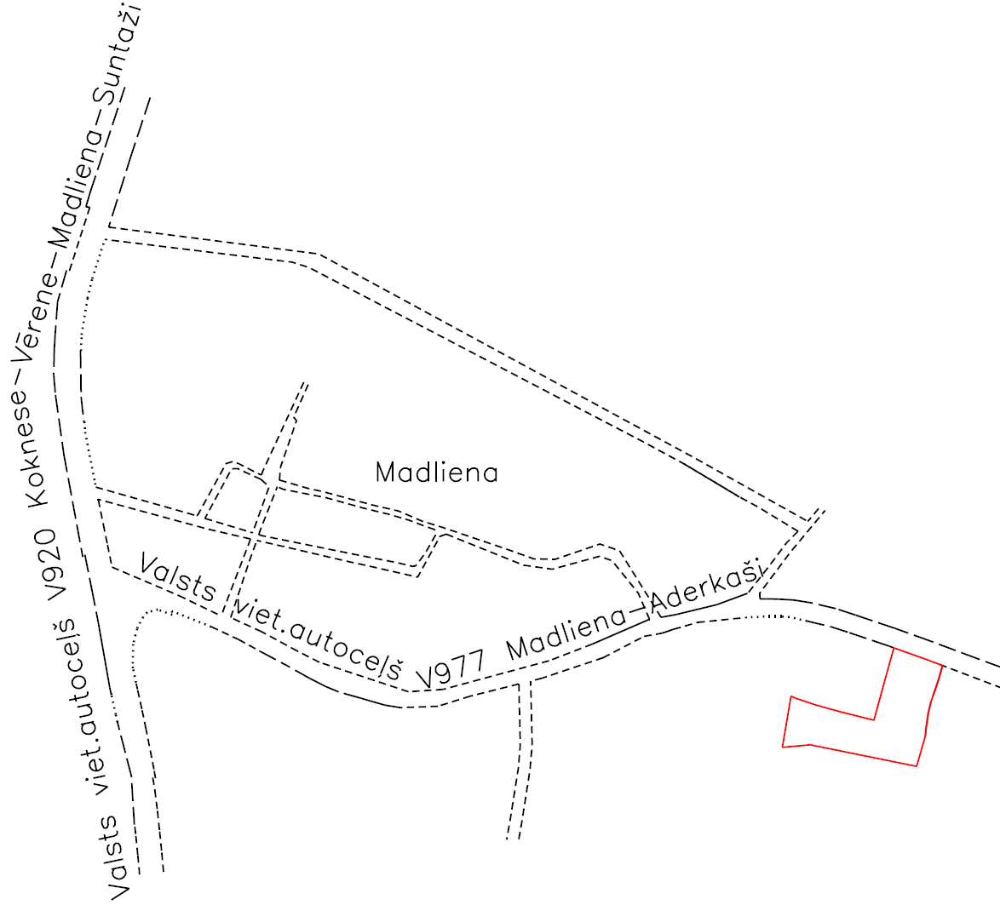 Valsts viet.autoceļš V920 Koknese-Vērene-Madliena-Suntaži
Madliena
Valsts viet.autoceļš V977 Madliena-Aderkaši